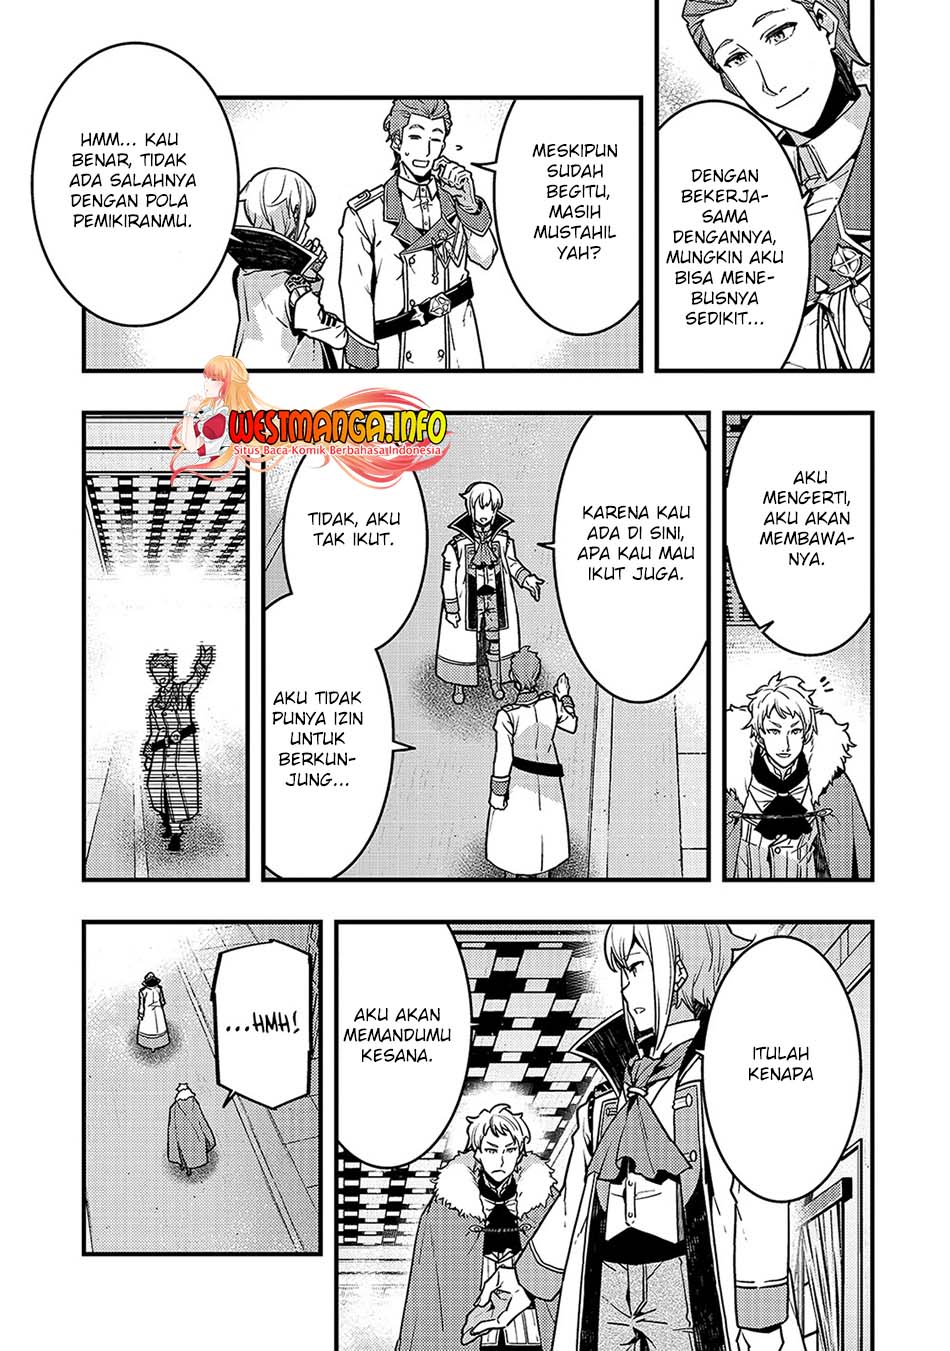 DENGAN
BEKERJA-
SAMA
DENGANNYA,
MUNGKIN AKU
BISA MENE-
BUSNYA
SEDIKIT...
MESKIPUN
SUDAH
BEGITU,
MASIH
MUSTAHIL
YAH?
HMM... KAU
BENAR, TIDAK
ADA SALAHNYA
DENGAN POLA
PEMIKIRANMU.
WESTMANGA.INFO
Situs Baca Komik Berbahasa Indonesia
AKU
MENGERTI,
AKU AKAN
MEMBAWA-
NYA.
KARENA KAU
ADA DI SINI,
APA KAU MAU
IKUT JUGA.
TIDAK, AKU
TAK IKUT.
AKU TIDAK
PUNYA IZIN
UNTUK
BERKUN-
JUNG...
ITULAH
KENAPA
AKU AKAN
MEMANDUMU
KESANA.
...HMH!